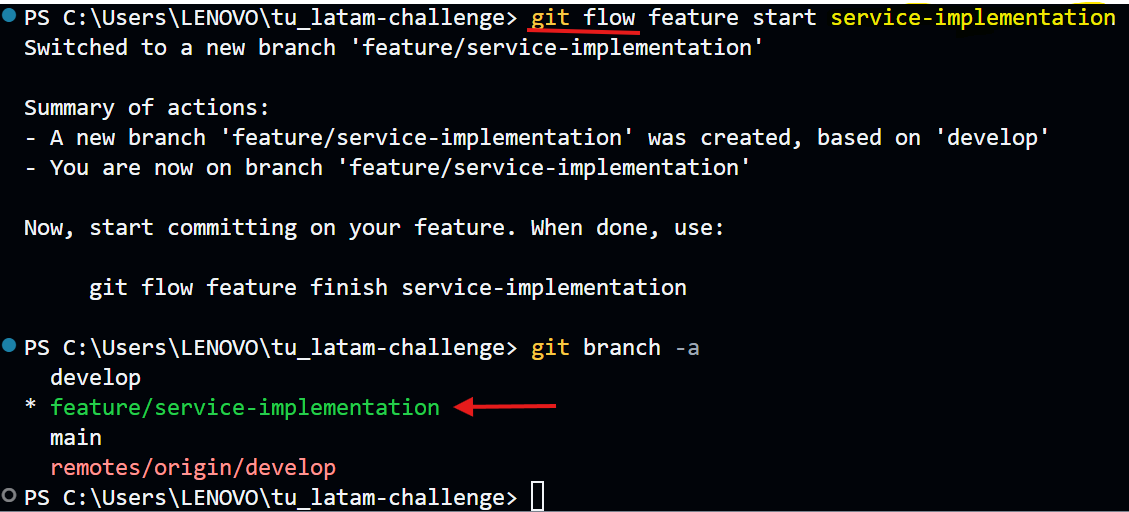 PS C:\Users\LENOVO\tu_latam-challenge> git flow feature start service-implementation
Switched to a new branch 'feature/service-implementation'
Summary of actions:
- A new branch 'feature/service-implementation' was created, based on 'develop'
- You are now on branch 'feature/service-implementation'
Now, start committing on your feature. When done, use:
git flow feature finish service-implementation
PS C:\Users\LENOVO\tu_latam-challenge> git branch -a
develop
* feature/service-implementation
main
remotes/origin/develop
PS C:\Users\LENOVO\tu_latam-challenge>